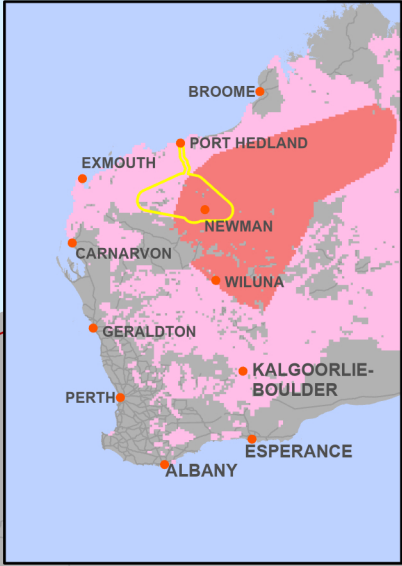 BROOME
PORT HEDLAND
EXMOUTH
NEWMAN
CARNARVON
WILUNA
GERALDTON
KALGOORLIE-
BOULDER
PERTH
ESPERANCE
ALBANY